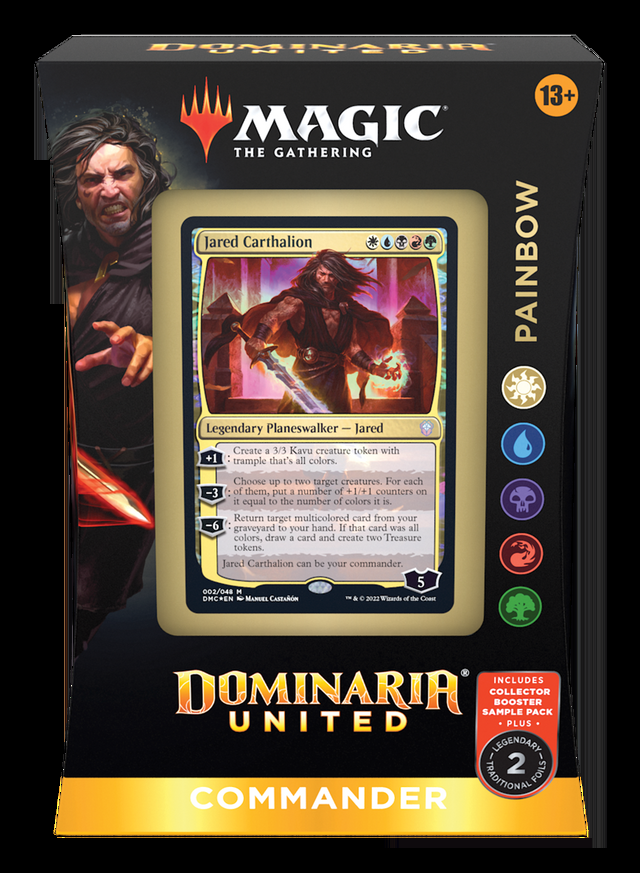 DOMINARIA
UNITED
13+
MAGIC®
THE GATHERING
PAINBOW
Jared Carthalion
Legendary Planeswalker — Jared
+1: Create a 3/3 Kavu creature token with
trample that's all colors.
−3: Choose up to two target creatures. For each
of them, put a number of +1/+1 counters on
it equal to the number of colors it is.
−6: Return target multicolored card from your
graveyard to your hand. If that card was all
colors, draw a card and create two Treasure
tokens.
Jared Carthalion can be your commander.
5
002/048 M
DMC★EN Manuel Castañón
™ & © 2022 Wizards of the Coast
DOMINARIA®
UNITED
INCLUDES
COLLECTOR
BOOSTER
SAMPLE PACK
• PLUS •
LEGENDARY
2
TRADITIONAL FOILS
COMMANDER